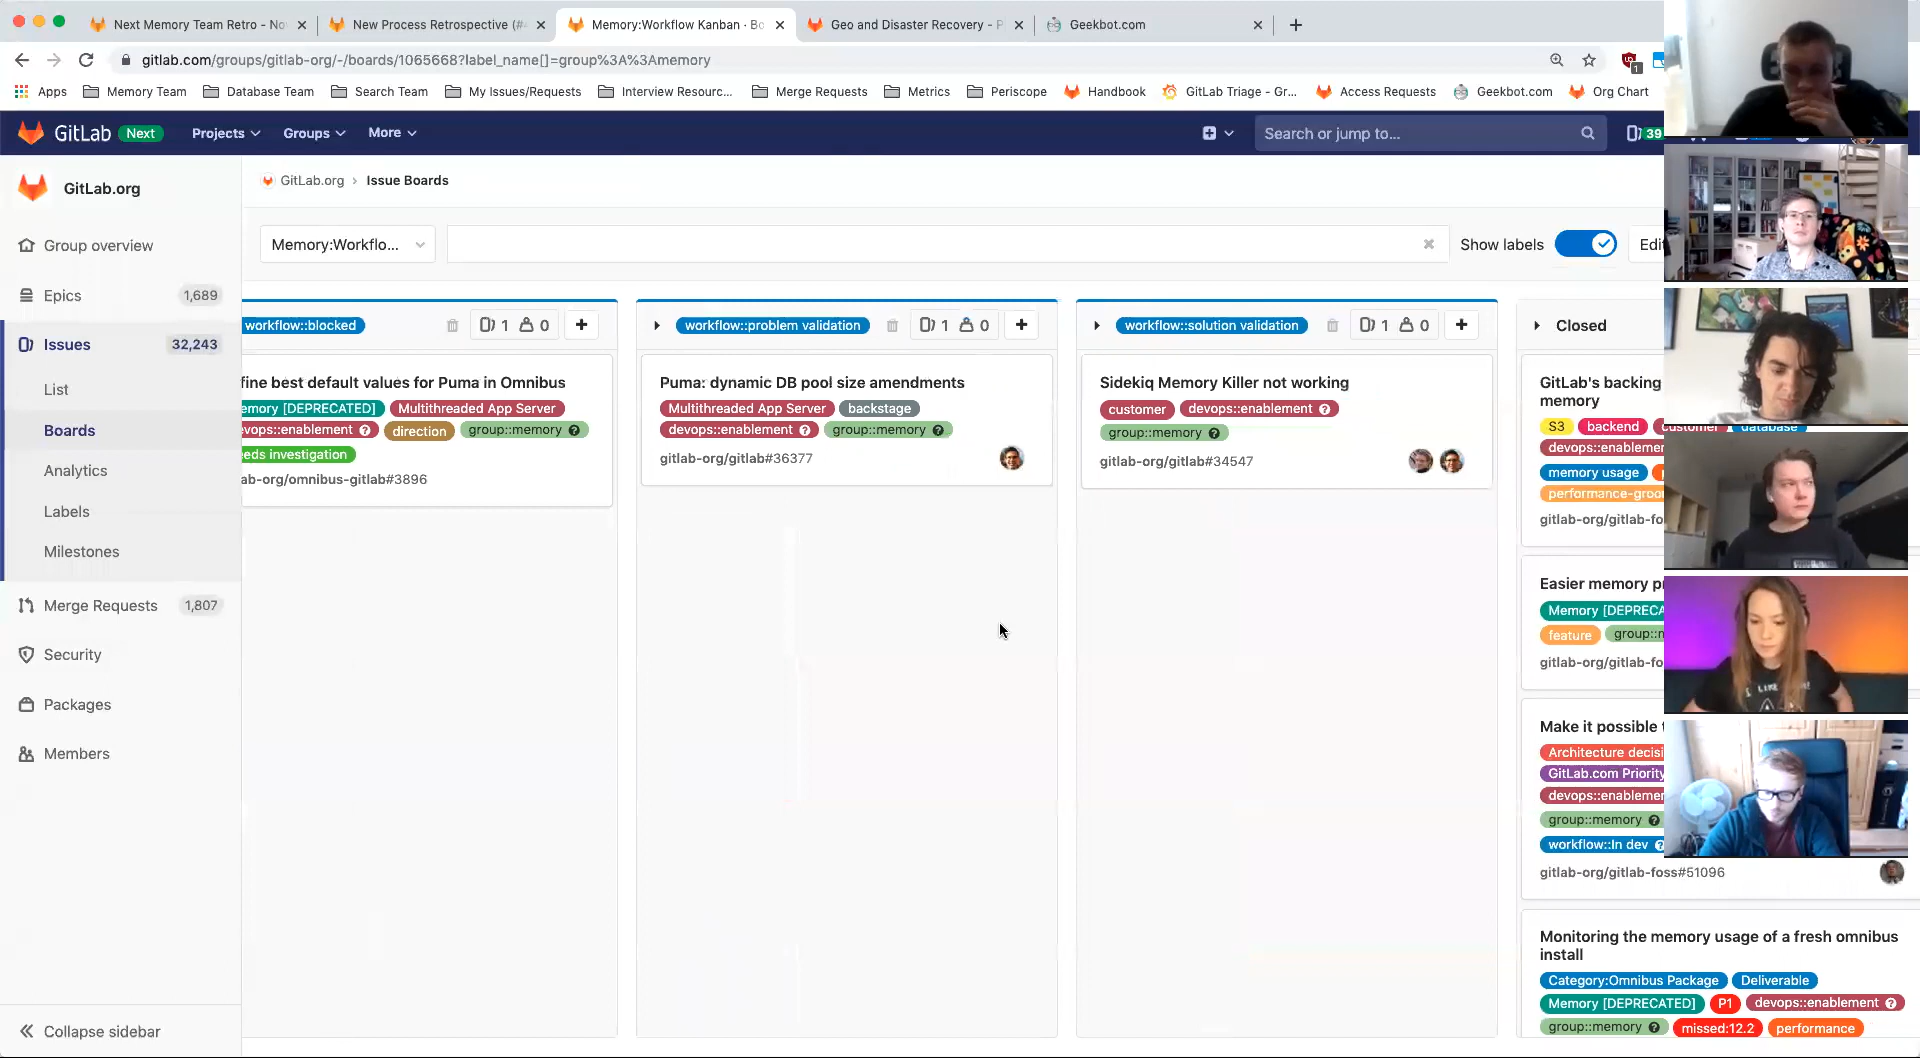 Next Memory Team Retro - No
New Process Retrospective (#
Memory:Workflow Kanban · Bo
Geo and Disaster Recovery - P
Geekbot.com
gitlab.com/groups/gitlab-org/-/boards/1065668?label_name[]=group%3A%3Amemory
1
Apps
Memory Team
Database Team
Search Team
My Issues/Requests
Interview Resourc...
Merge Requests
Metrics
Periscope
Handbook
GitLab Triage - Gr...
Access Requests
Geekbot.com
Org Chart
GitLab
Next
Projects
Groups
More
Search or jump to...
39
GitLab.org
Group overview
Epics 1,689
Issues 32,243
List
Boards
Analytics
Labels
Milestones
Merge Requests 1,807
Security
Packages
Members
Collapse sidebar
GitLab.org › Issue Boards
Memory:Workflo...
Show labels
Edit
workflow::blocked 1 0
fine best default values for Puma in Omnibus
emory [DEPRECATED] Multithreaded App Server
evops::enablement direction group::memory
eeds investigation
ab-org/omnibus-gitlab#3896
workflow::problem validation 1 0
Puma: dynamic DB pool size amendments
Multithreaded App Server backstage
devops::enablement group::memory
gitlab-org/gitlab#36377
workflow::solution validation 1 0
Sidekiq Memory Killer not working
customer devops::enablement
group::memory
gitlab-org/gitlab#34547
Closed
GitLab's backing
memory
S3 backend customer database
devops::enablemen
memory usage
performance-groo
gitlab-org/gitlab-fo
Easier memory pr
Memory [DEPRECA
feature group::m
gitlab-org/gitlab-fo
Make it possible t
Architecture decisi
GitLab.com Priority
devops::enablemen
group::memory
workflow::In dev
gitlab-org/gitlab-foss#51096
Monitoring the memory usage of a fresh omnibus
install
Category:Omnibus Package Deliverable
Memory [DEPRECATED] P1 devops::enablement
group::memory missed:12.2 performance
I LIKE